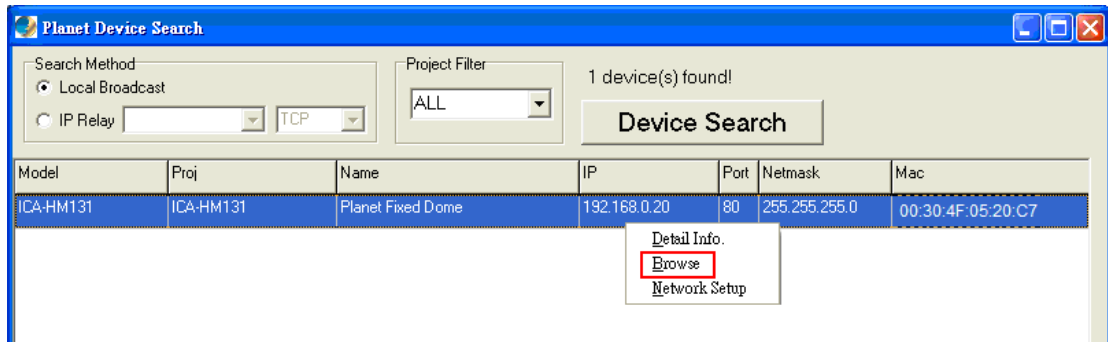 Planet Device Search
Search Method
Local Broadcast
IP Relay TCP
Project Filter
ALL
1 device(s) found!
Device Search
Model Proj Name IP Port Netmask Mac
ICA-HM131 ICA-HM131 Planet Fixed Dome 192.168.0.20 80 255.255.255.0 00:30:4F:05:20:C7
Detail Info.
Browse
Network Setup